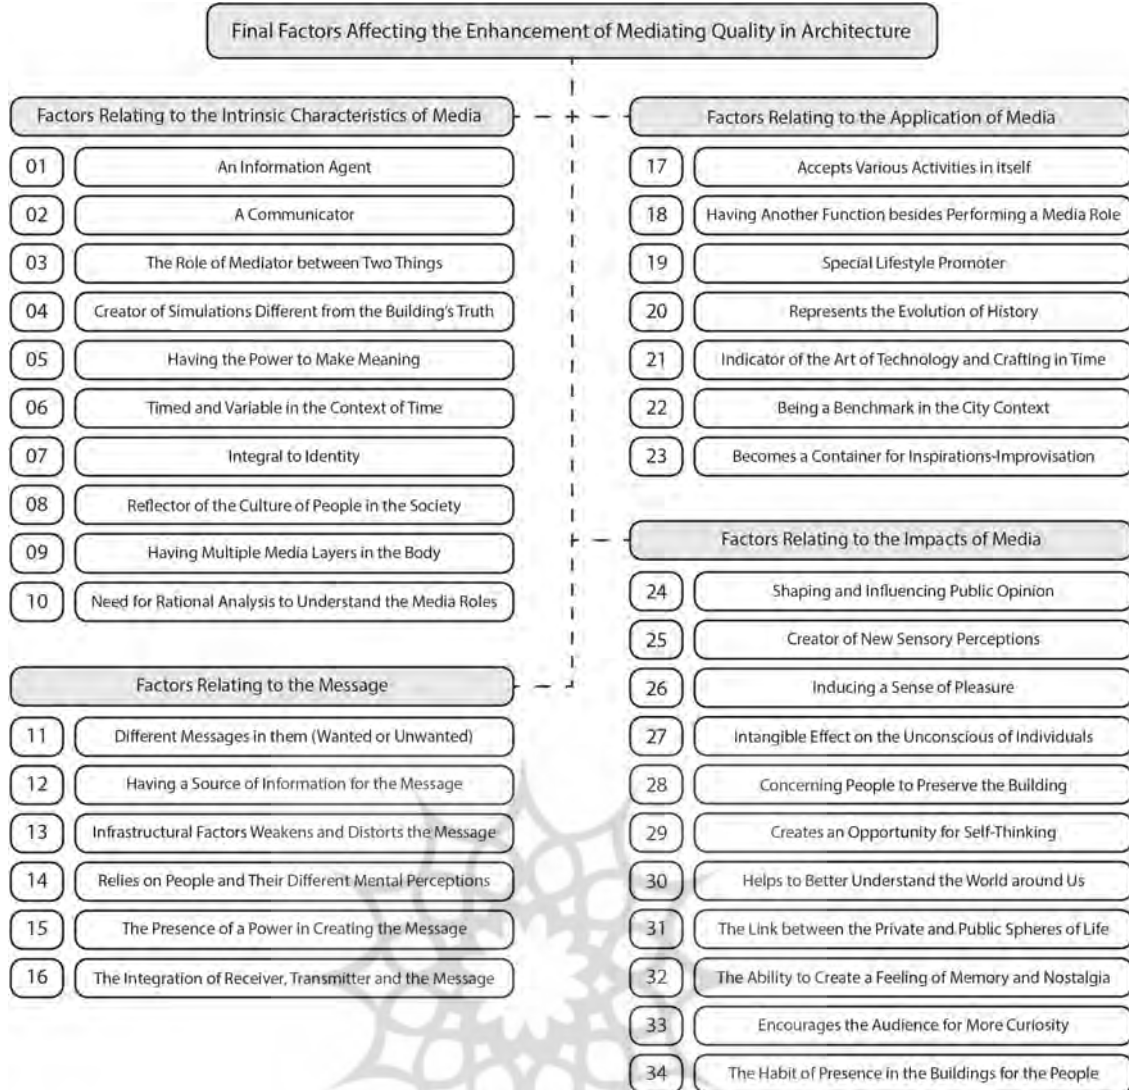 Final Factors Affecting the Enhancement of Mediating Quality in Architecture
Factors Relating to the Intrinsic Characteristics of Media
01 An Information Agent
02 A Communicator
03 The Role of Mediator between Two Things
04 Creator of Simulations Different from the Building's Truth
05 Having the Power to Make Meaning
06 Timed and Variable in the Context of Time
07 Integral to Identity
08 Reflector of the Culture of People in the Society
09 Having Multiple Media Layers in the Body
10 Need for Rational Analysis to Understand the Media Roles
Factors Relating to the Message
11 Different Messages in them (Wanted or Unwanted)
12 Having a Source of Information for the Message
13 Infrastructural Factors Weakens and Distorts the Message
14 Relies on People and Their Different Mental Perceptions
15 The Presence of a Power in Creating the Message
16 The Integration of Receiver, Transmitter and the Message
Factors Relating to the Application of Media
17 Accepts Various Activities in itself
18 Having Another Function besides Performing a Media Role
19 Special Lifestyle Promoter
20 Represents the Evolution of History
21 Indicator of the Art of Technology and Crafting in Time
22 Being a Benchmark in the City Context
23 Becomes a Container for Inspirations-Improvisation
Factors Relating to the Impacts of Media
24 Shaping and Influencing Public Opinion
25 Creator of New Sensory Perceptions
26 Inducing a Sense of Pleasure
27 Intangible Effect on the Unconscious of Individuals
28 Concerning People to Preserve the Building
29 Creates an Opportunity for Self-Thinking
30 Helps to Better Understand the World around Us
31 The Link between the Private and Public Spheres of Life
32 The Ability to Create a Feeling of Memory and Nostalgia
33 Encourages the Audience for More Curiosity
34 The Habit of Presence in the Buildings for the People